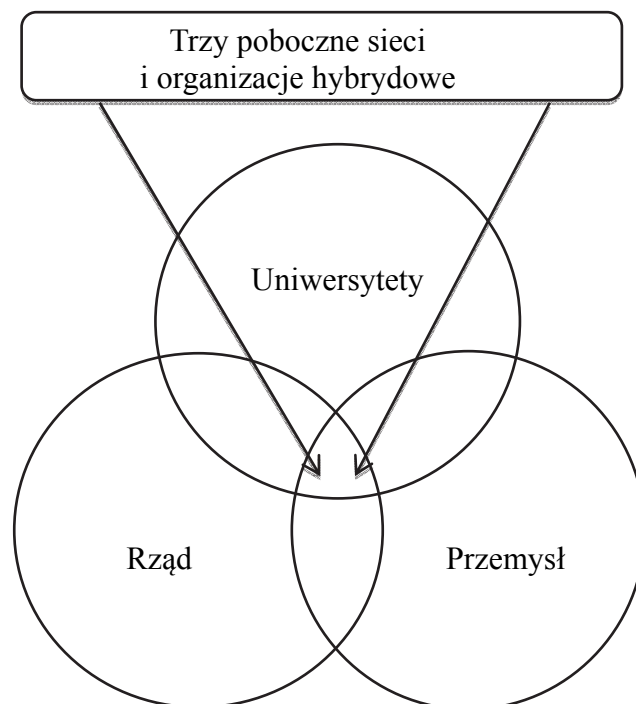 Trzy poboczne sieci
i organizacje hybrydowe
Uniwersytety
Rząd
Przemysł